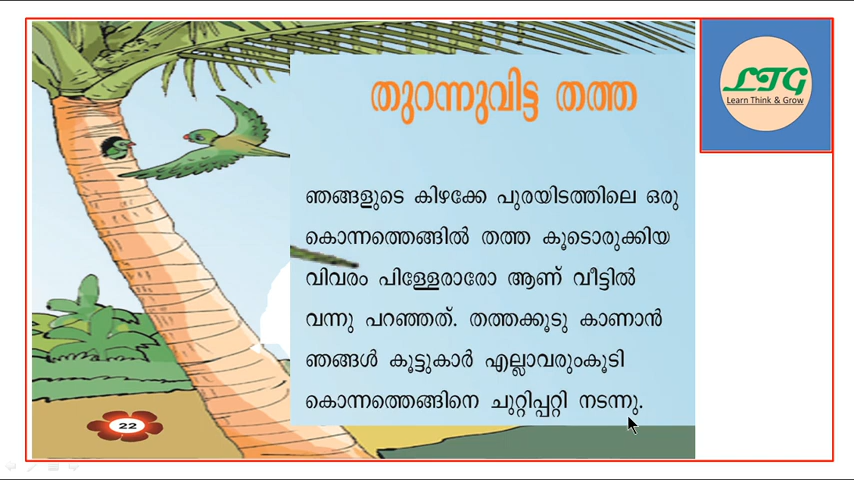 തുറന്നുവിട്ട തത്ത
LTG
Learn Think & Grow
ഞങ്ങളുടെ കിഴക്കേ പുരയിടത്തിലെ ഒരു
കൊന്നത്തെങ്ങിൽ തത്ത കൂടൊരുക്കിയ
വിവരം പിള്ളേരാരോ ആണ് വീട്ടിൽ
വന്നു പറഞ്ഞത്. തത്തക്കൂടു കാണാൻ
ഞങ്ങൾ കൂട്ടുകാർ എല്ലാവരുംകൂടി
കൊന്നത്തെങ്ങിനെ ചുറ്റിപ്പറ്റി നടന്നു.
22